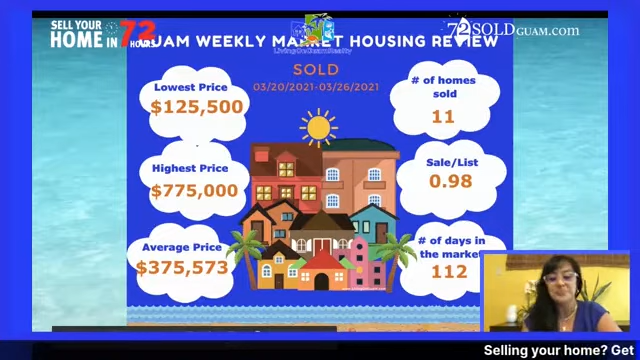 SELL YOUR
HOME IN 72
HOURS
72SOLDGUAM.com
GUAM WEEKLY MARKET HOUSING REVIEW
LivingOnGuamRealty
SOLD
03/20/2021-03/26/2021
Lowest Price
$125,500
# of homes
sold
11
Highest Price
$775,000
Sale/List
0.98
Average Price
$375,573
# of days in
the market
112
Selling your home? Get